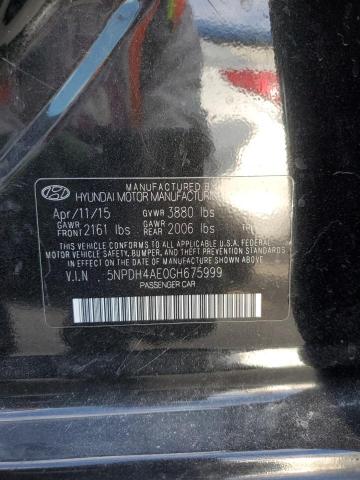 MANUFACTURED B
HYUNDAI MOTOR MANUFACTURIN
Apr/11/15 GVWR 3880 lbs
GAWR FRONT 2161 lbs GAWR REAR 2006 lbs
THIS VEHICLE CONFORMS TO ALL APPLICABLE U.S.A. FEDERAL
MOTOR VEHICLE SAFETY, BUMPER, AND THEFT PREVENTION STANDARDS
IN EFFECT ON THE DATE OF MANUFACTURE SHOWN ABOVE.
V.I.N : 5NPDH4AE0GH675999
PASSENGER CAR